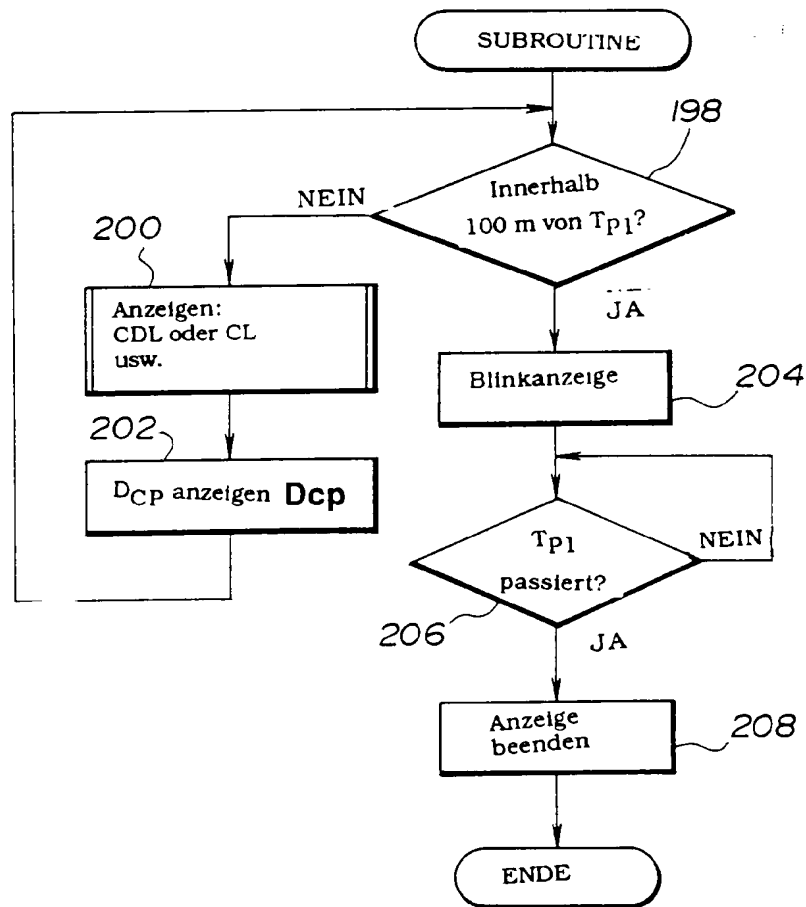 SUBROUTINE
198
Innerhalb
100 m von TP1?
NEIN
JA
200
Anzeigen:
CDL oder CL
usw.
202
DCP anzeigen Dcp
Blinkanzeige
204
TP1
passiert?
NEIN
206
JA
Anzeige
beenden
208
ENDE